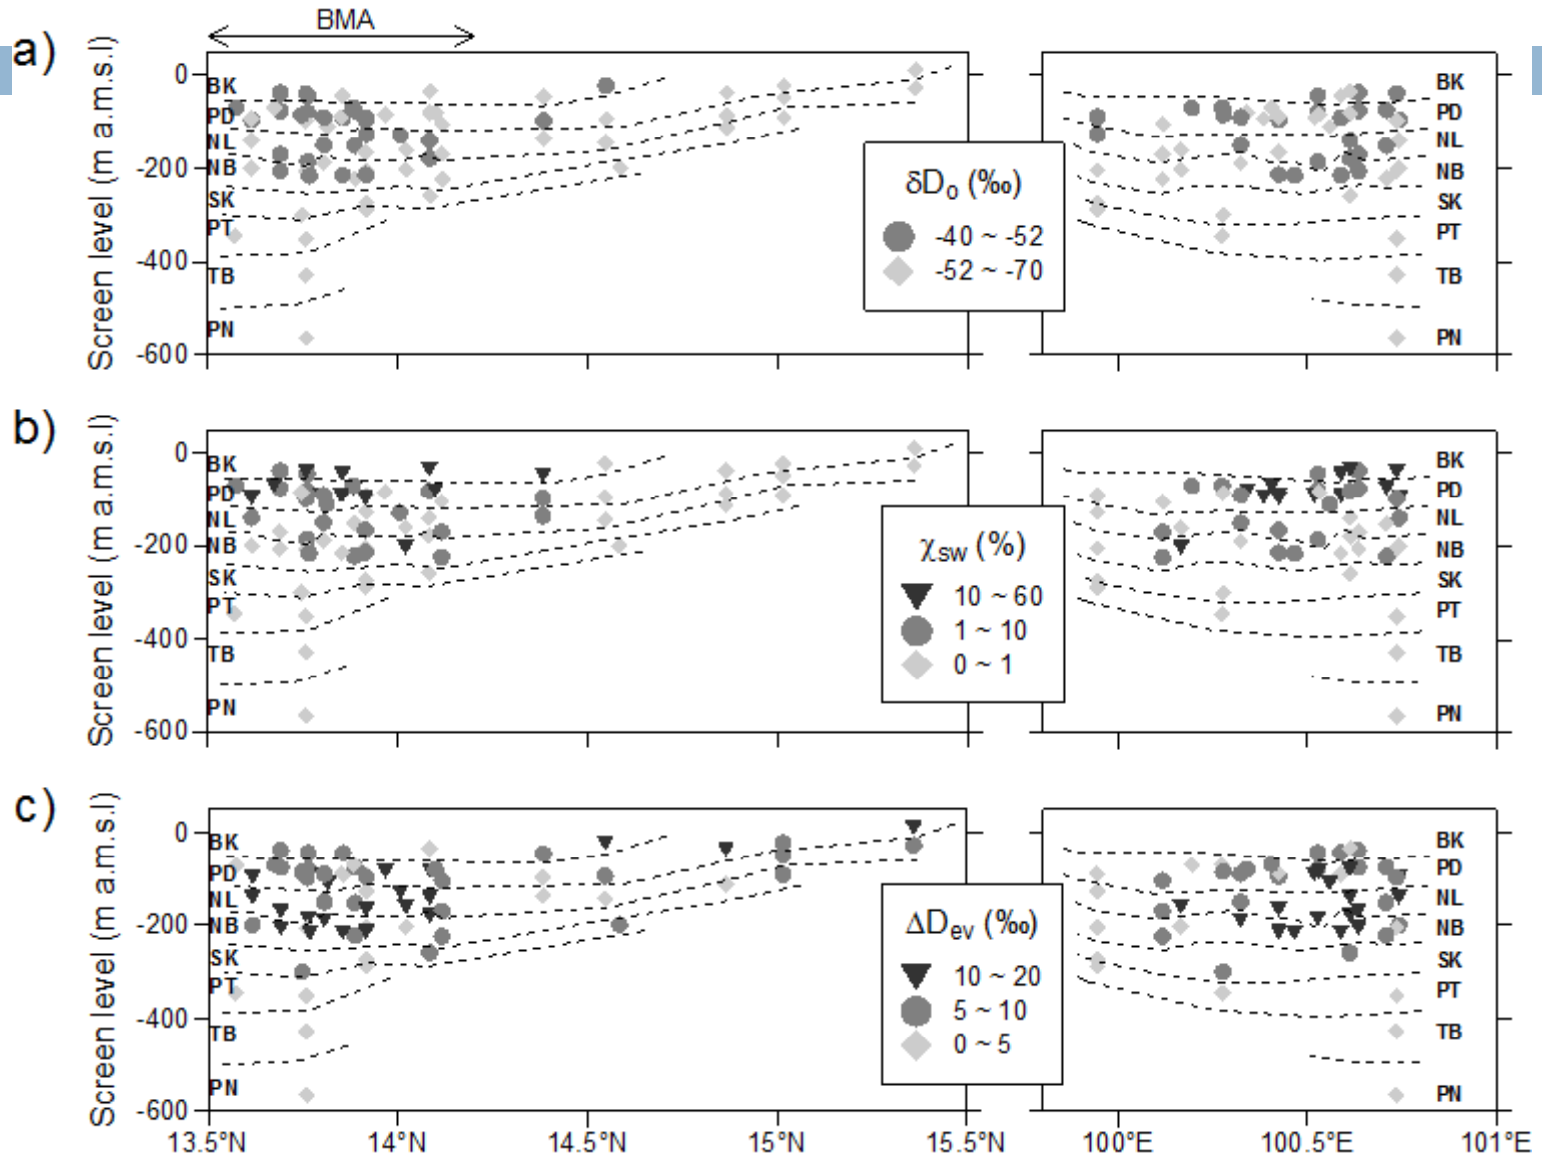 BMA
a)
Screen level (m a.m.s.l)
0
-200
-400
-600
BK
PD
NL
NB
SK
PT
TB
PN
δDo (‰)
-40 ~ -52
-52 ~ -70
BK
PD
NL
NB
SK
PT
TB
PN
b)
Screen level (m a.m.s.l)
0
-200
-400
-600
BK
PD
NL
NB
SK
PT
TB
PN
χsw (%)
10 ~ 60
1 ~ 10
0 ~ 1
BK
PD
NL
NB
SK
PT
TB
PN
c)
Screen level (m a.m.s.l)
0
-200
-400
-600
BK
PD
NL
NB
SK
PT
TB
PN
ΔDev (‰)
10 ~ 20
5 ~ 10
0 ~ 5
BK
PD
NL
NB
SK
PT
TB
PN
13.5°N 14°N 14.5°N 15°N 15.5°N 100°E 100.5°E 101°E